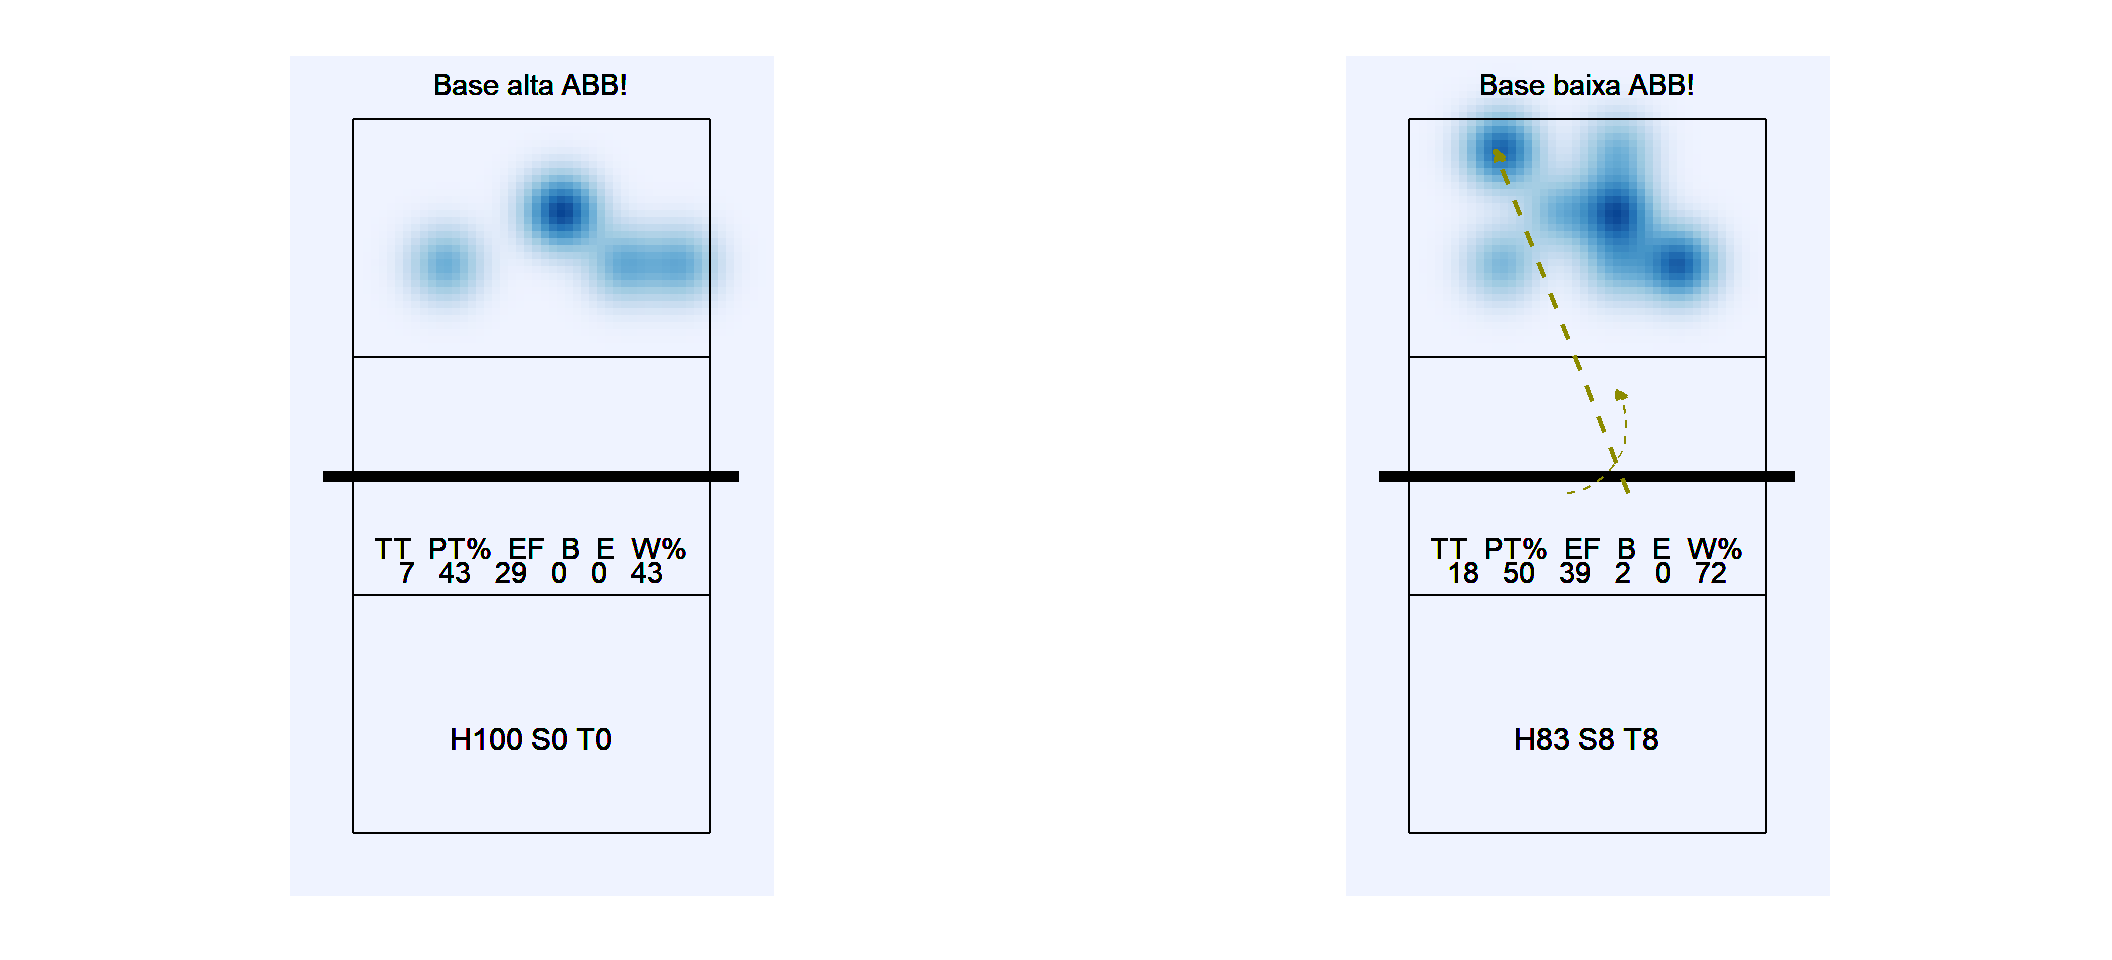 Base alta ABB!
TT PT% EF B E W%
7 43 29 0 0 43
H100 S0 T0
Base baixa ABB!
TT PT% EF B E W%
18 50 39 2 0 72
H83 S8 T8